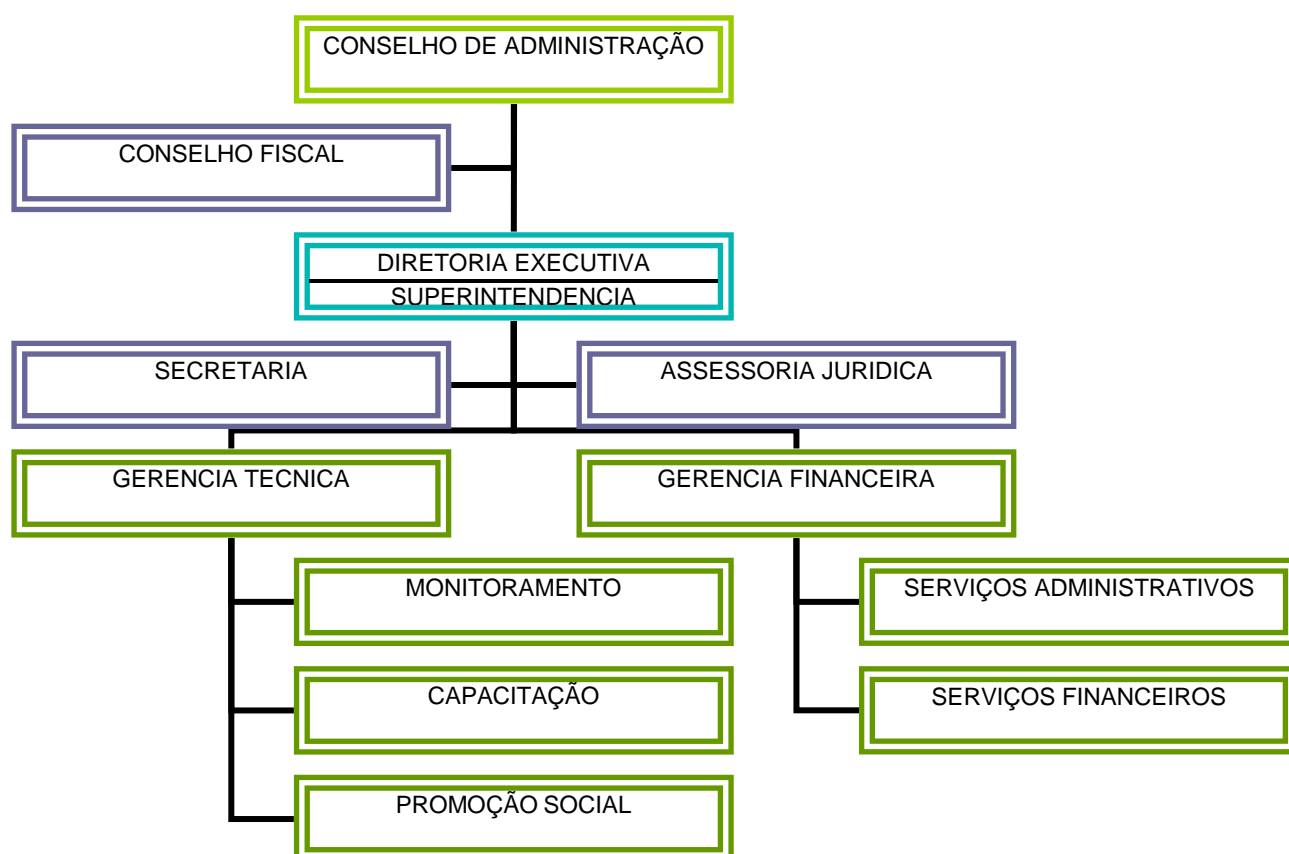 CONSELHO DE ADMINISTRAÇÃO
CONSELHO FISCAL
DIRETORIA EXECUTIVA
SUPERINTENDENCIA
SECRETARIA
ASSESSORIA JURIDICA
GERENCIA TECNICA
GERENCIA FINANCEIRA
MONITORAMENTO
SERVIÇOS ADMINISTRATIVOS
CAPACITAÇÃO
SERVIÇOS FINANCEIROS
PROMOÇÃO SOCIAL